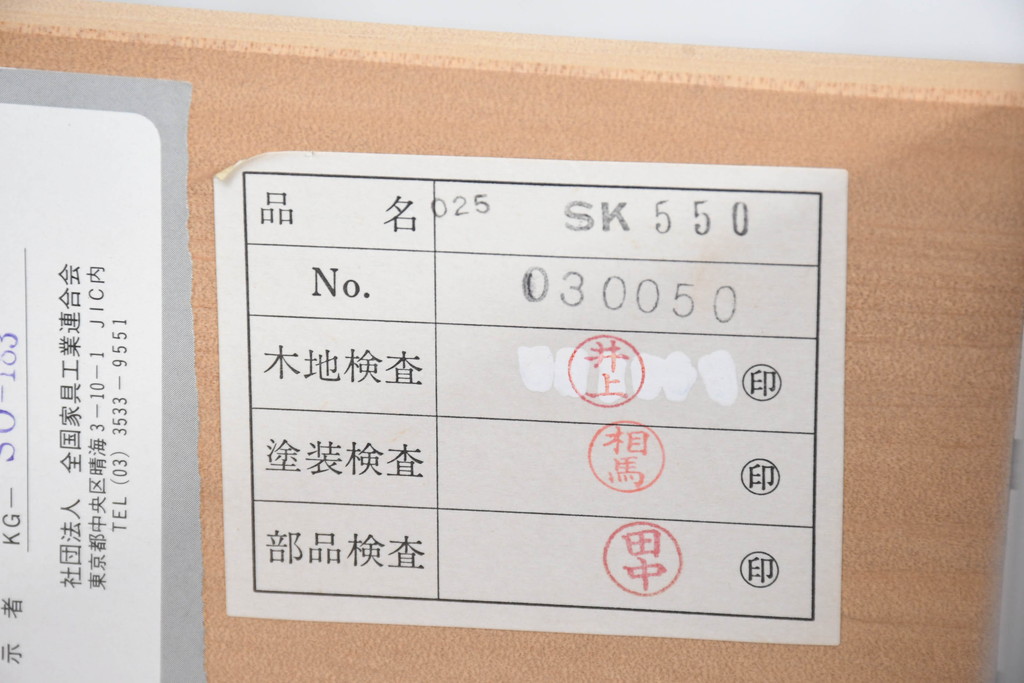 品 名 025 SK 550
No. 030050
木地検査 井上 ㊞
塗装検査 相馬 ㊞
部品検査 田中 ㊞
社団法人 全国家具工業連合会
東京都中央区晴海3-10-1 JIC内
TEL (03) 3533-9551
KG- SU-183
示 者